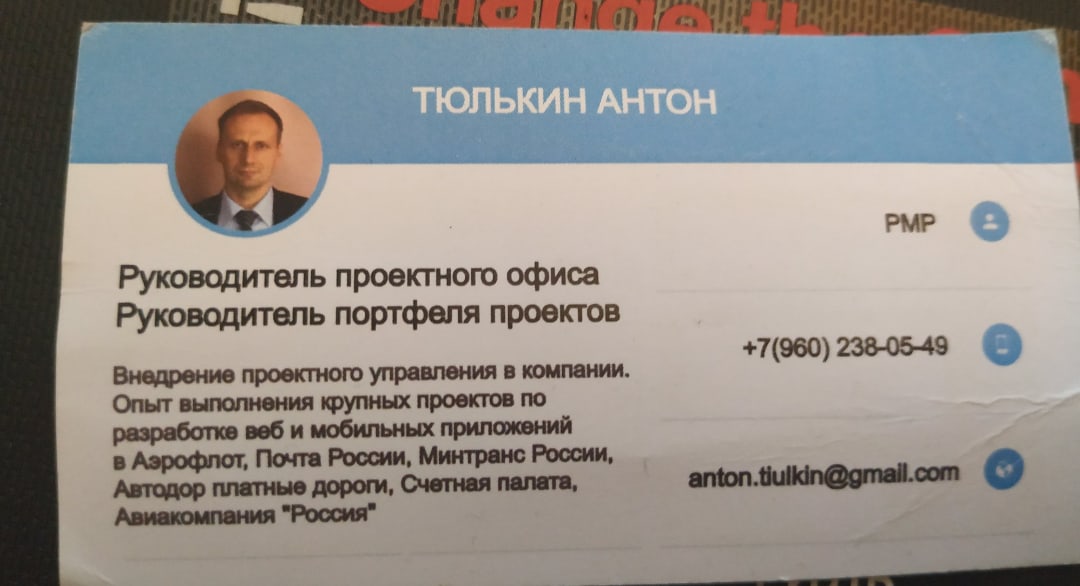 Change the
ТЮЛЬКИН АНТОН
PMP
Руководитель проектного офиса
Руководитель портфеля проектов
+7(960) 238-05-49
Внедрение проектного управления в компании.
Опыт выполнения крупных проектов по
разработке веб и мобильных приложений
в Аэрофлот, Почта России, Минтранс России,
Автодор платные дороги, Счетная палата,
Авиакомпания "Россия"
anton.tiulkin@gmail.com